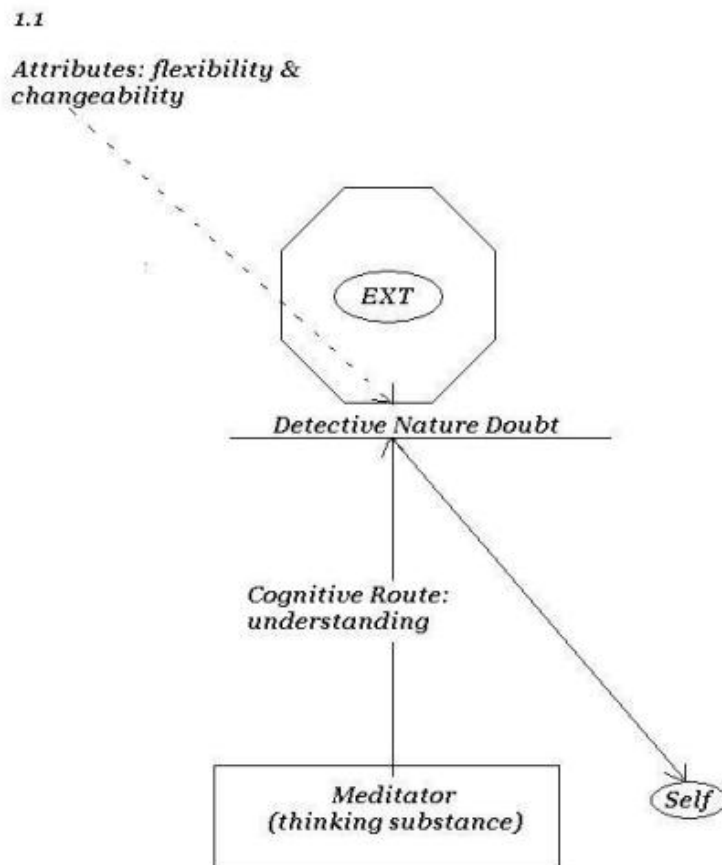 1.1
Attributes: flexibility &
changeability
EXT
Detective Nature Doubt
Cognitive Route:
understanding
Meditator
(thinking substance)
Self